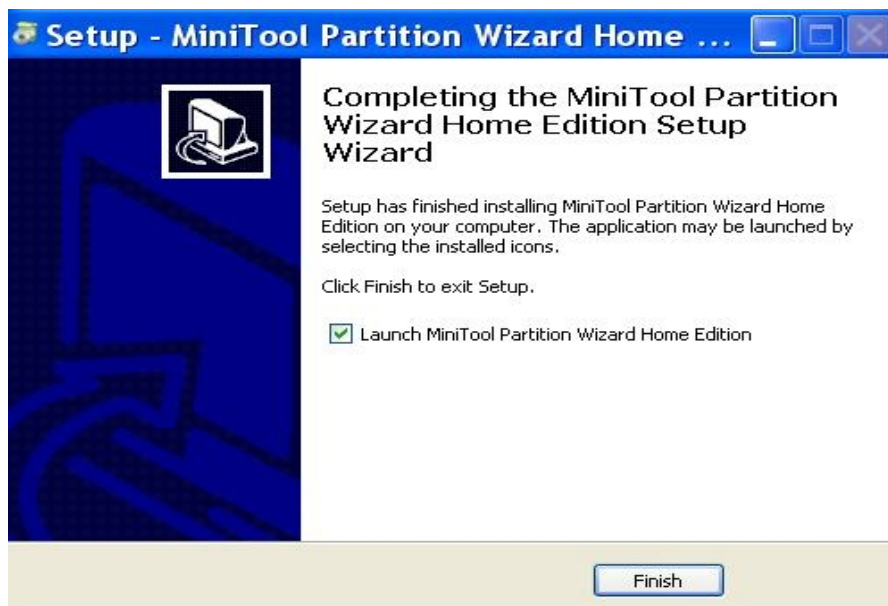 Setup - MiniTool Partition Wizard Home ...
Completing the MiniTool Partition
Wizard Home Edition Setup
Wizard
Setup has finished installing MiniTool Partition Wizard Home
Edition on your computer. The application may be launched by
selecting the installed icons.
Click Finish to exit Setup.
Launch MiniTool Partition Wizard Home Edition
Finish